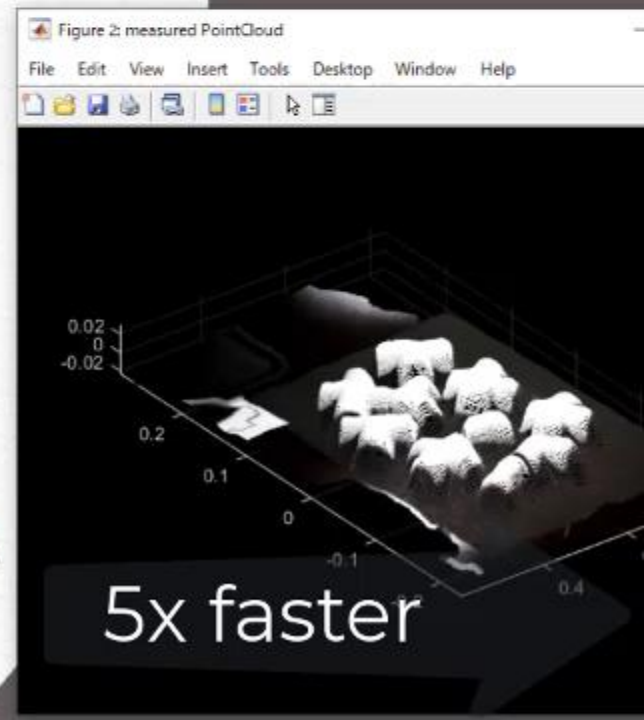 Figure 2: measured PointCloud
File Edit View Insert Tools Desktop Window Help
0.02
0
-0.02
0.2
0.1
0
-0.1
0.4
5x faster